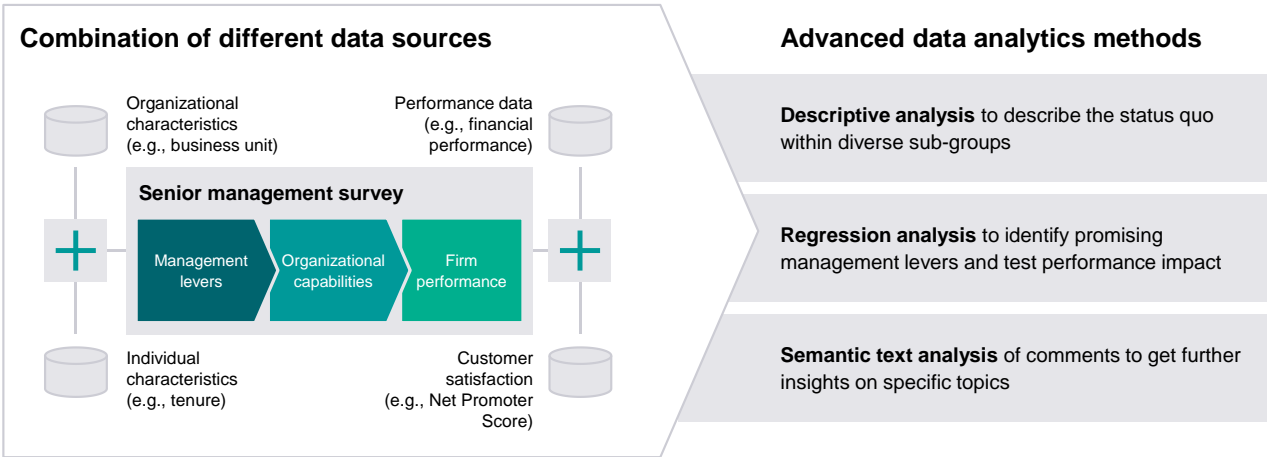 Combination of different data sources
Organizational
characteristics
(e.g., business unit)
Performance data
(e.g., financial
performance)
Senior management survey
Management
levers
Organizational
capabilities
Firm
performance
Individual
characteristics
(e.g., tenure)
Customer
satisfaction
(e.g., Net Promoter
Score)
Advanced data analytics methods
Descriptive analysis to describe the status quo
within diverse sub-groups
Regression analysis to identify promising
management levers and test performance impact
Semantic text analysis of comments to get further
insights on specific topics